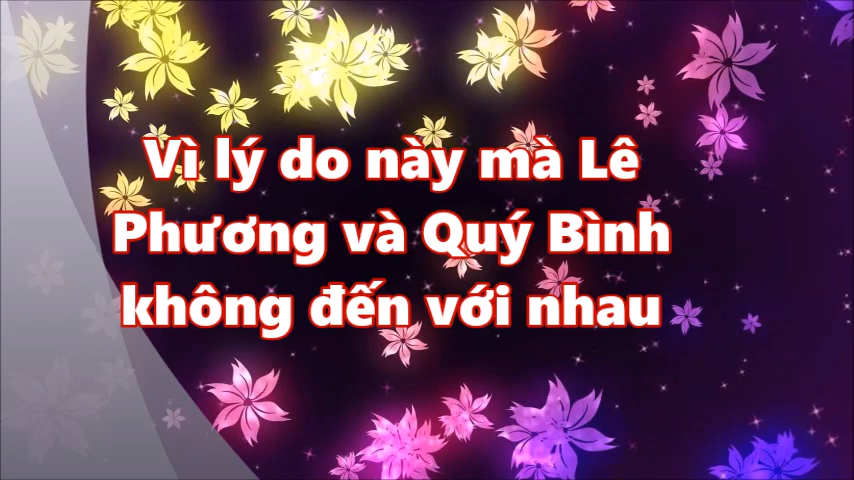 Vì lý do này mà Lê
Phương và Quý Bình
không đến với nhau